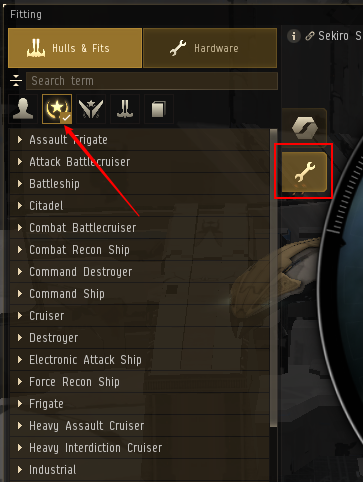 Fitting
Hulls & Fits
Hardware
Sekiro S
Search term
Assault Frigate
Attack Battlecruiser
Battleship
Citadel
Combat Battlecruiser
Combat Recon Ship
Command Destroyer
Command Ship
Cruiser
Destroyer
Electronic Attack Ship
Force Recon Ship
Frigate
Heavy Assault Cruiser
Heavy Interdiction Cruiser
Industrial